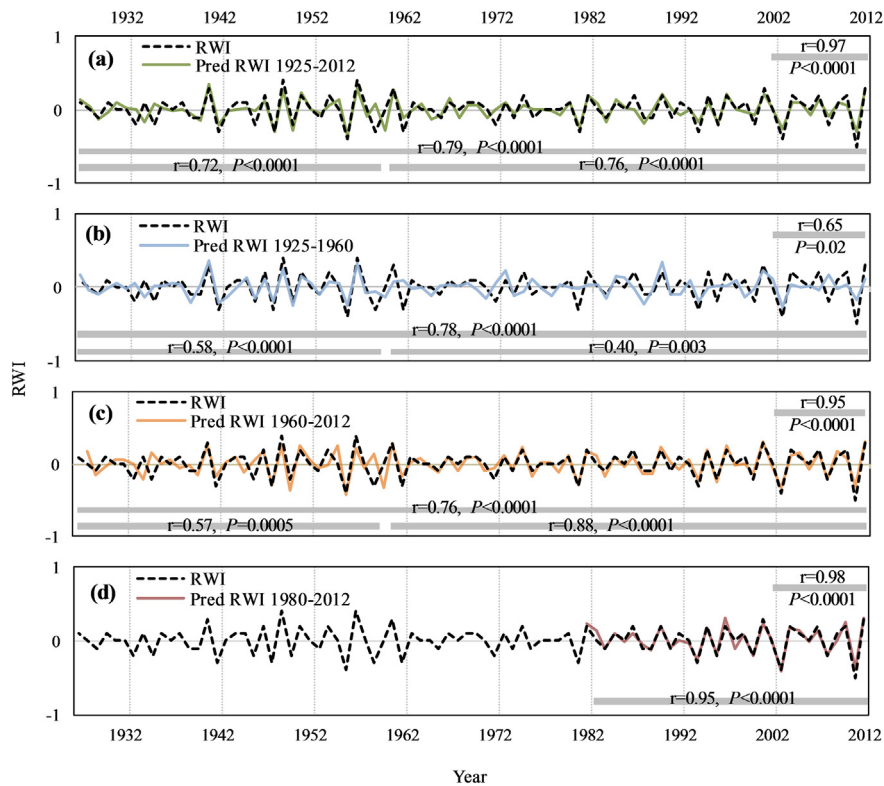 1932 1942 1952 1962 1972 1982 1992 2002 2012
1
(a)
RWI
r=0.97
Pred RWI 1925-2012
P<0.0001
0
r=0.79, P<0.0001
r=0.72, P<0.0001
r=0.76, P<0.0001
-1
1
(b)
RWI
r=0.65
Pred RWI 1925-1960
P=0.02
0
r=0.78, P<0.0001
r=0.58, P<0.0001
r=0.40, P=0.003
-1
RWI
1
(c)
RWI
r=0.95
Pred RWI 1960-2012
P<0.0001
0
r=0.76, P<0.0001
r=0.57, P=0.0005
r=0.88, P<0.0001
-1
1
(d)
RWI
r=0.98
Pred RWI 1980-2012
P<0.0001
0
r=0.95, P<0.0001
-1
1932 1942 1952 1962 1972 1982 1992 2002 2012
Year